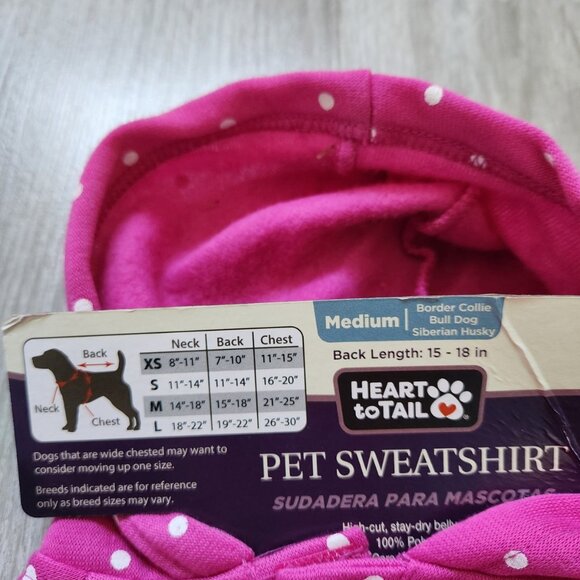 Neck Back Chest
XS 8"-11" 7"-10" 11"-15"
S 11"-14" 11"-14" 16"-20"
M 14"-18" 15"-18" 21"-25"
L 18"-22" 19"-22" 26"-30"
Back
Neck
Chest
Dogs that are wide chested may want to
consider moving up one size.
Breeds indicated are for reference
only as breed sizes may vary.
Medium
Border Collie
Bull Dog
Siberian Husky
Back Length: 15 - 18 in
HEART
toTAIL®
PET SWEATSHIRT
SUDADERA PARA MASCOTAS
High-cut, stay-dry
100%